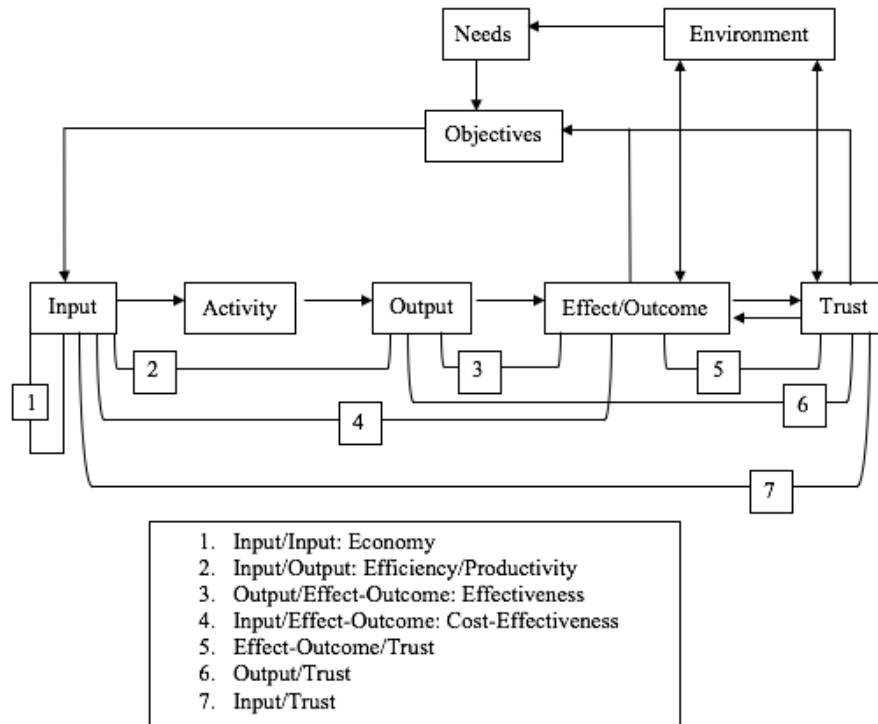 Needs
Environment
Objectives
Input
Activity
Output
Effect/Outcome
Trust
1
2
3
4
5
6
7
1. Input/Input: Economy
2. Input/Output: Efficiency/Productivity
3. Output/Effect-Outcome: Effectiveness
4. Input/Effect-Outcome: Cost-Effectiveness
5. Effect-Outcome/Trust
6. Output/Trust
7. Input/Trust